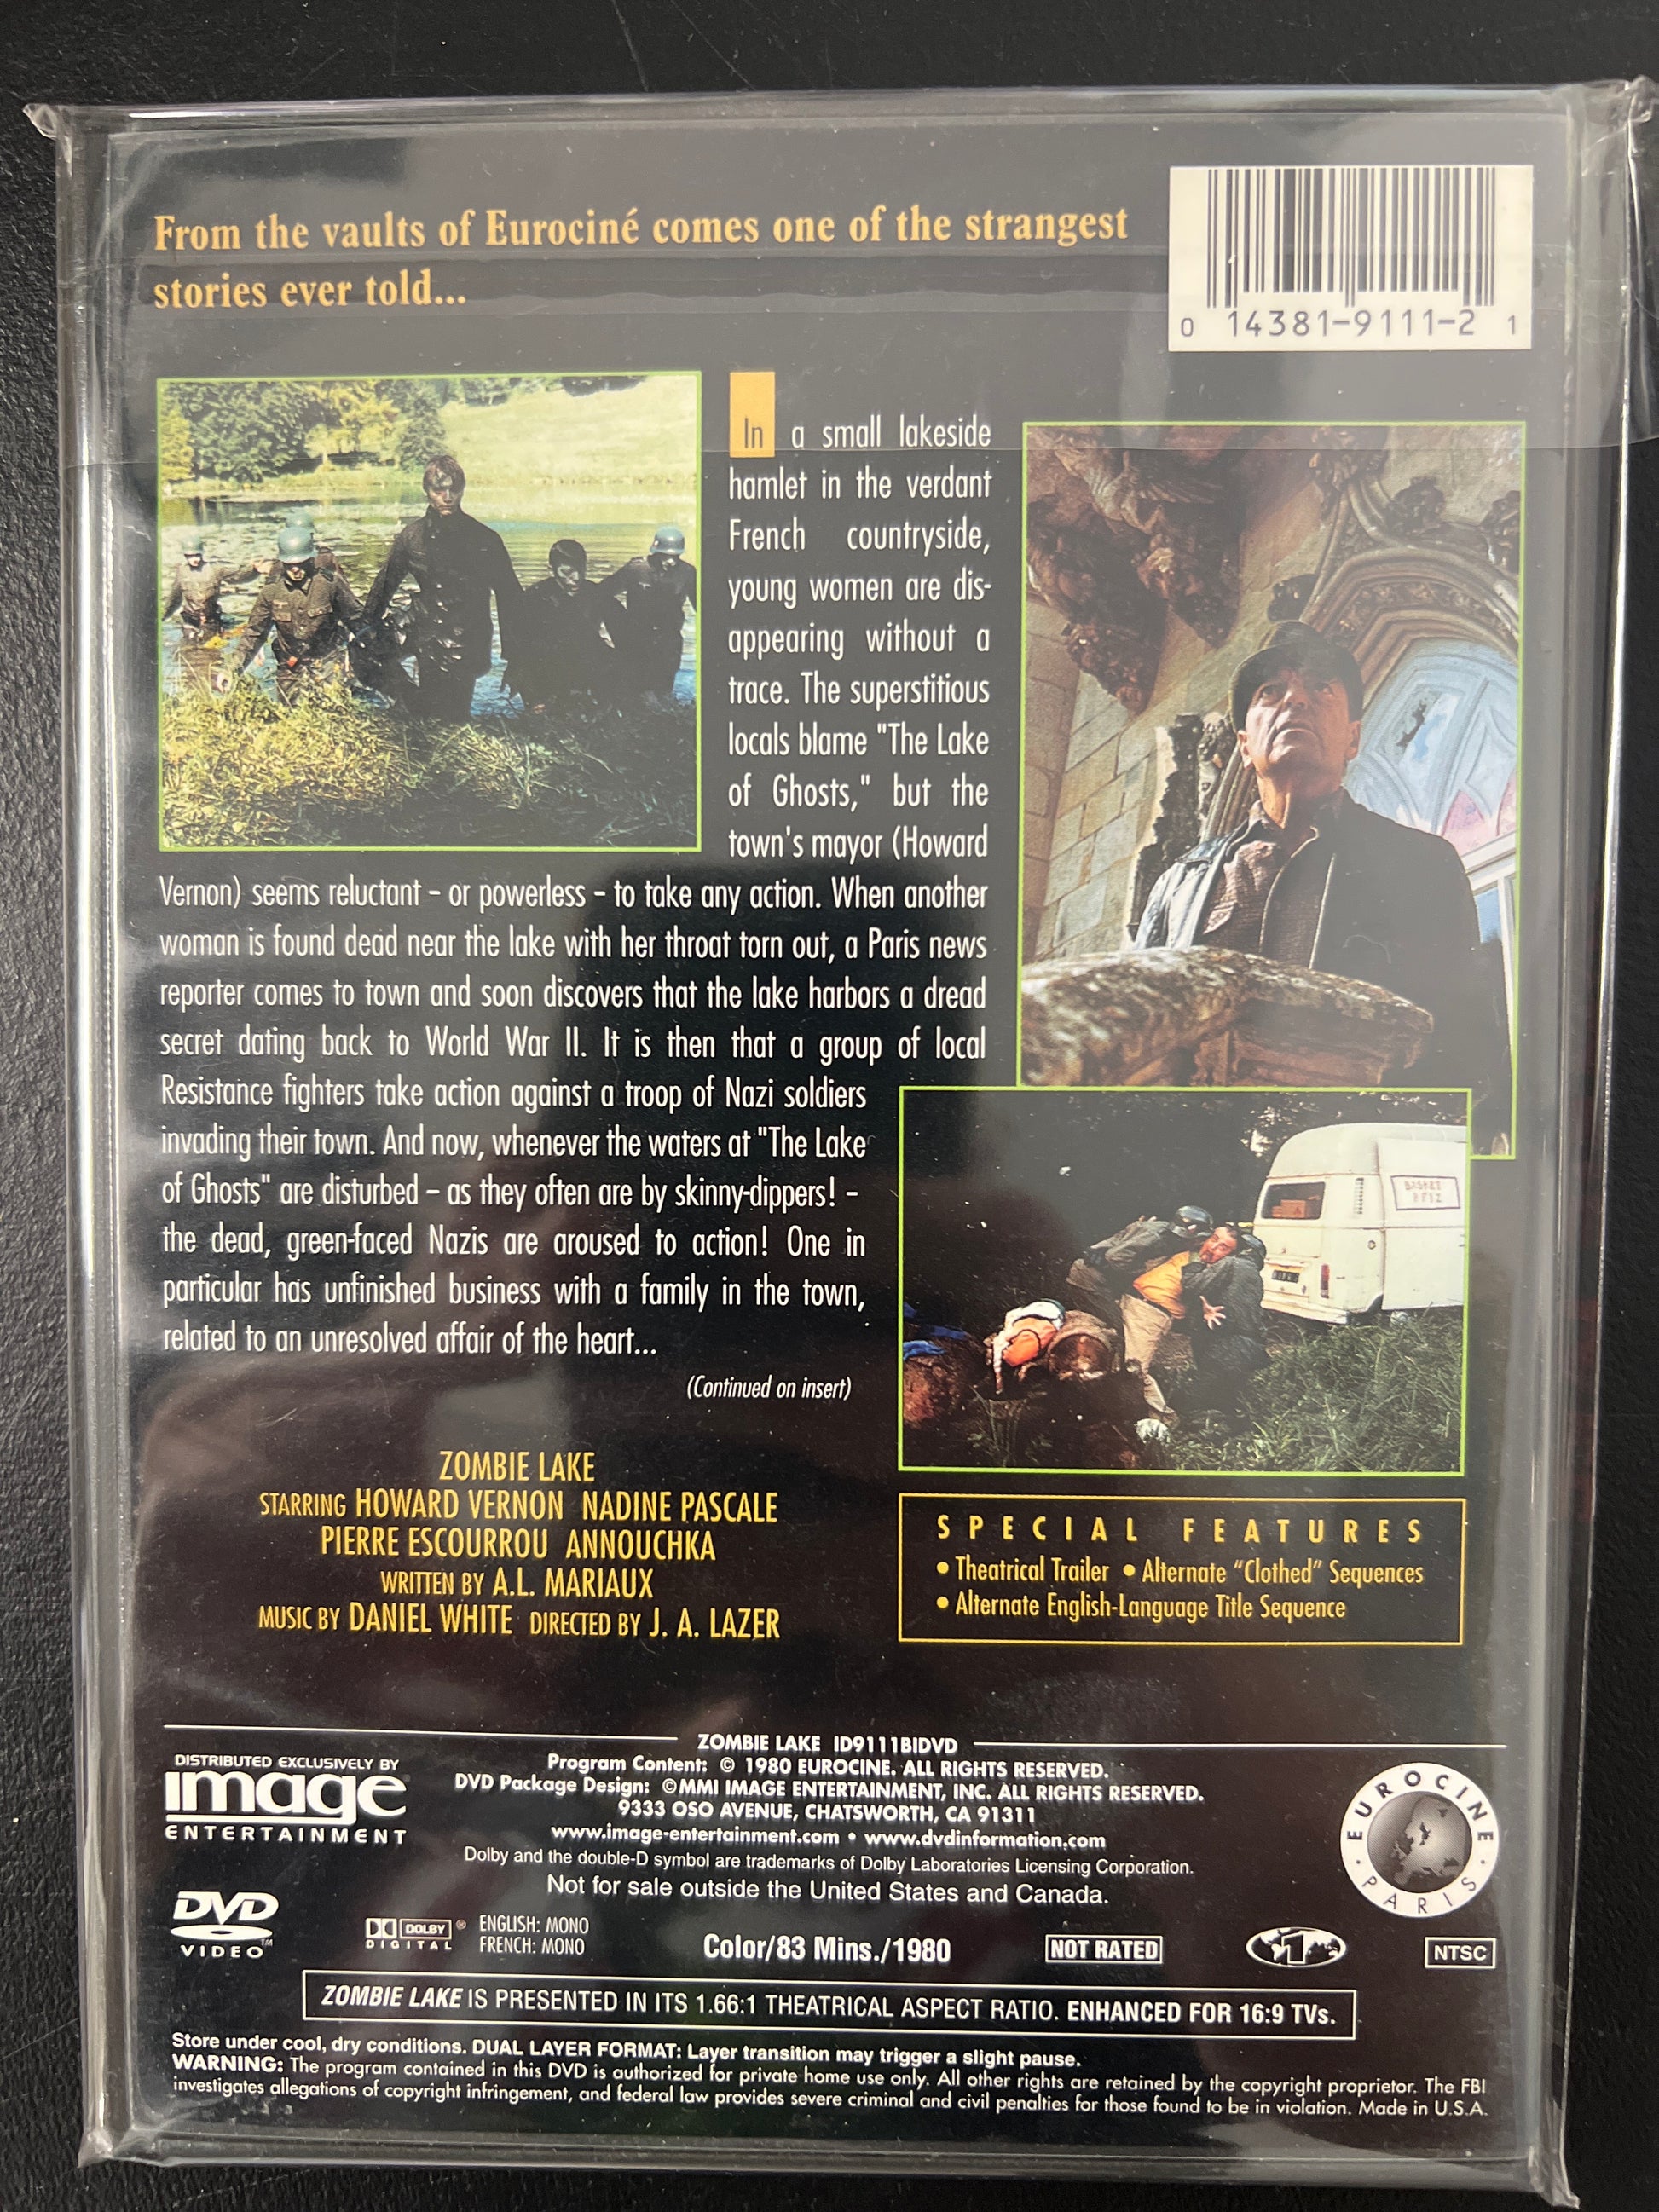 From the vaults of Eurociné comes one of the strangest
stories ever told...
0 14381-9111-2 1
In a small lakeside
hamlet in the verdant
French countryside,
young women are dis-
appearing without a
trace. The superstitious
locals blame "The Lake
of Ghosts," but the
town's mayor (Howard
Vernon) seems reluctant – or powerless – to take any action. When another
woman is found dead near the lake with her throat torn out, a Paris news
reporter comes to town and soon discovers that the lake harbors a dread
secret dating back to World War II. It is then that a group of local
Resistance fighters take action against a troop of Nazi soldiers
invading their town. And now, whenever the waters at "The Lake
of Ghosts" are disturbed – as they often are by skinny-dippers! –
the dead, green-faced Nazis are aroused to action! One in
particular has unfinished business with a family in the town,
related to an unresolved affair of the heart...
(Continued on insert)
BASKET
ZOMBIE LAKE
STARRING HOWARD VERNON NADINE PASCALE
PIERRE ESCOURROU ANNOUCHKA
WRITTEN BY A.L. MARIAUX
MUSIC BY DANIEL WHITE DIRECTED BY J. A. LAZER
SPECIAL FEATURES
• Theatrical Trailer • Alternate “Clothed” Sequences
• Alternate English-Language Title Sequence
ZOMBIE LAKE ID9111BIDVD
Program Content: © 1980 EUROCINE. ALL RIGHTS RESERVED.
DVD Package Design: ©MMI IMAGE ENTERTAINMENT, INC. ALL RIGHTS RESERVED.
9333 OSO AVENUE, CHATSWORTH, CA 91311
www.image-entertainment.com • www.dvdinformation.com
Dolby and the double-D symbol are trademarks of Dolby Laboratories Licensing Corporation.
Not for sale outside the United States and Canada.
DISTRIBUTED EXCLUSIVELY BY
image
ENTERTAINMENT
EUROCINE
· PARIS ·
DVD
VIDEO™
DOLBY®
DIGITAL
ENGLISH: MONO
FRENCH: MONO
Color/83 Mins./1980
NOT RATED
1
NTSC
ZOMBIE LAKE IS PRESENTED IN ITS 1.66:1 THEATRICAL ASPECT RATIO. ENHANCED FOR 16:9 TVs.
Store under cool, dry conditions. DUAL LAYER FORMAT: Layer transition may trigger a slight pause.
WARNING: The program contained in this DVD is authorized for private home use only. All other rights are retained by the copyright proprietor. The FBI
investigates allegations of copyright infringement, and federal law provides severe criminal and civil penalties for those found to be in violation. Made in U.S.A.